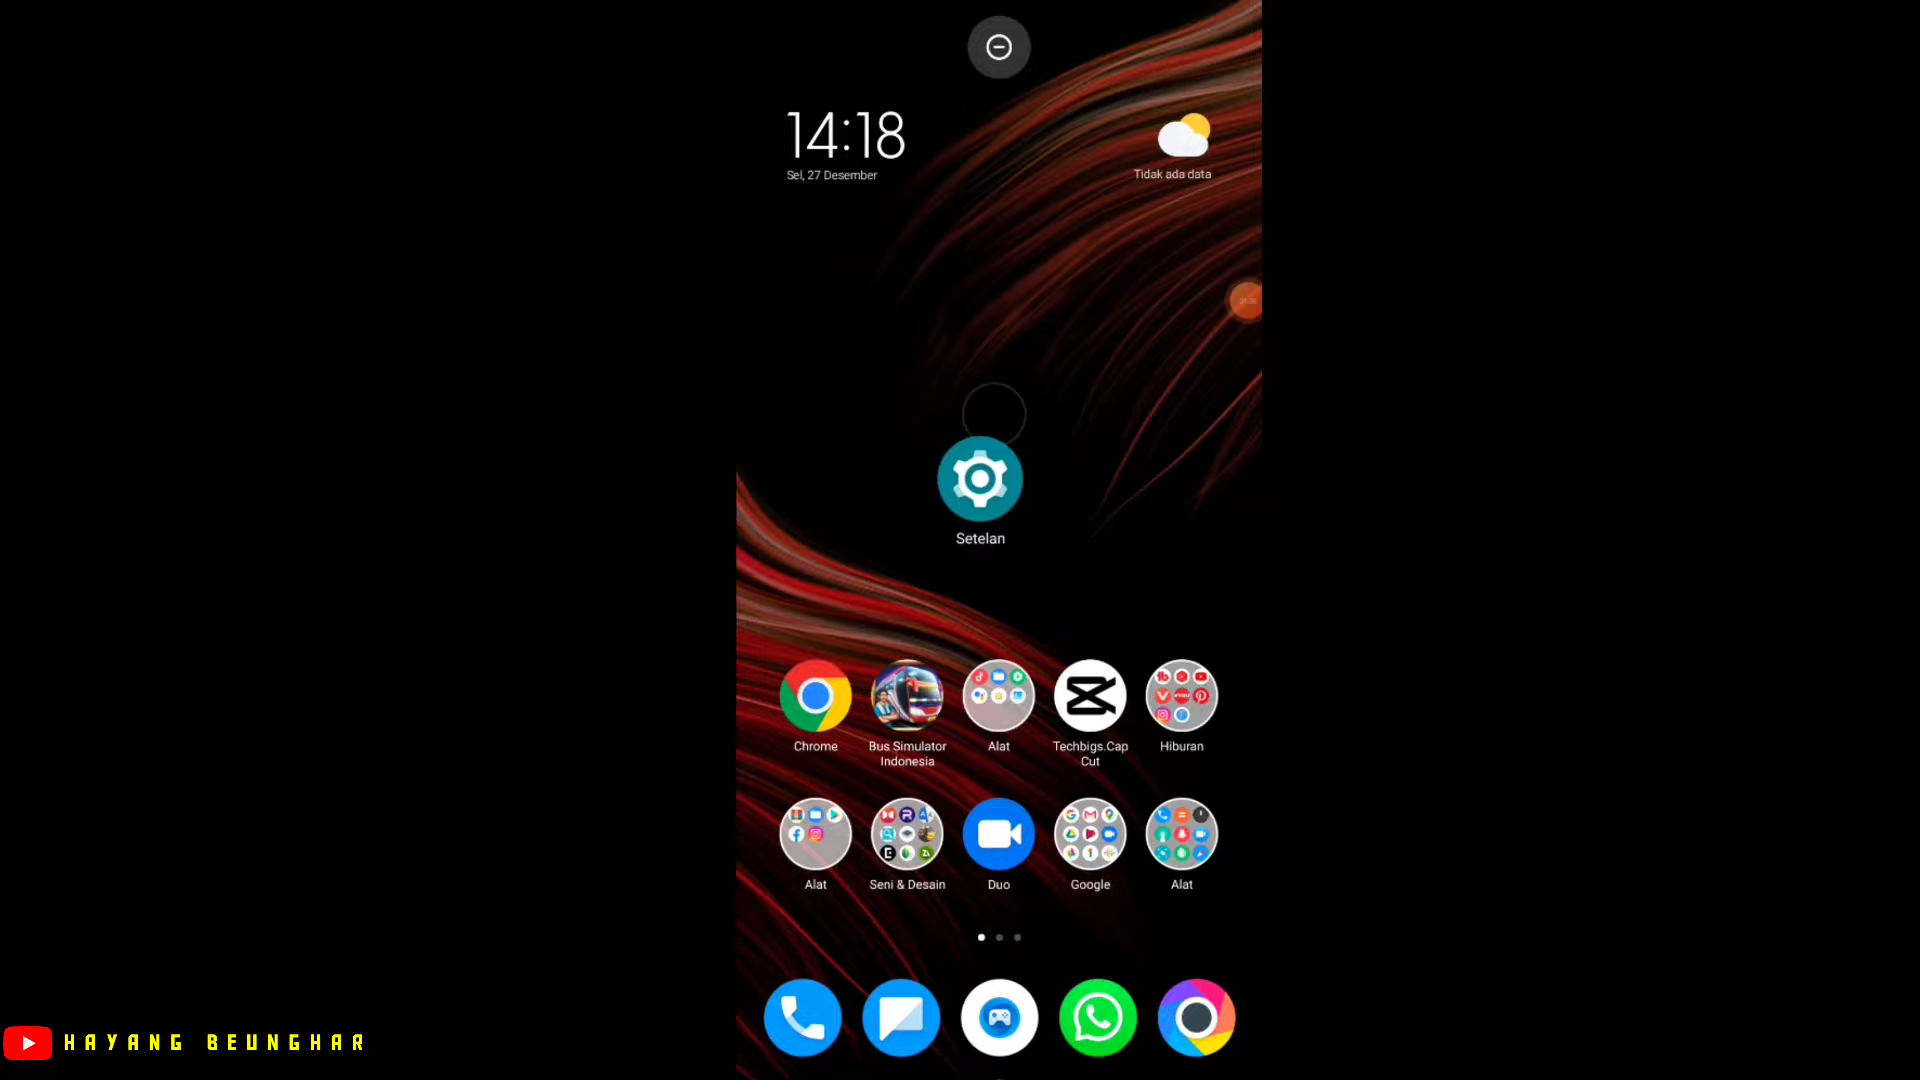 14:18
Sel, 27 Desember
Tidak ada data
Setelan
Chrome
Bus Simulator
Indonesia
Alat
Techbigs.Cap
Cut
Hiburan
Alat
Seni & Desain
Duo
Google
Alat
HAYANG BEUNGHAR